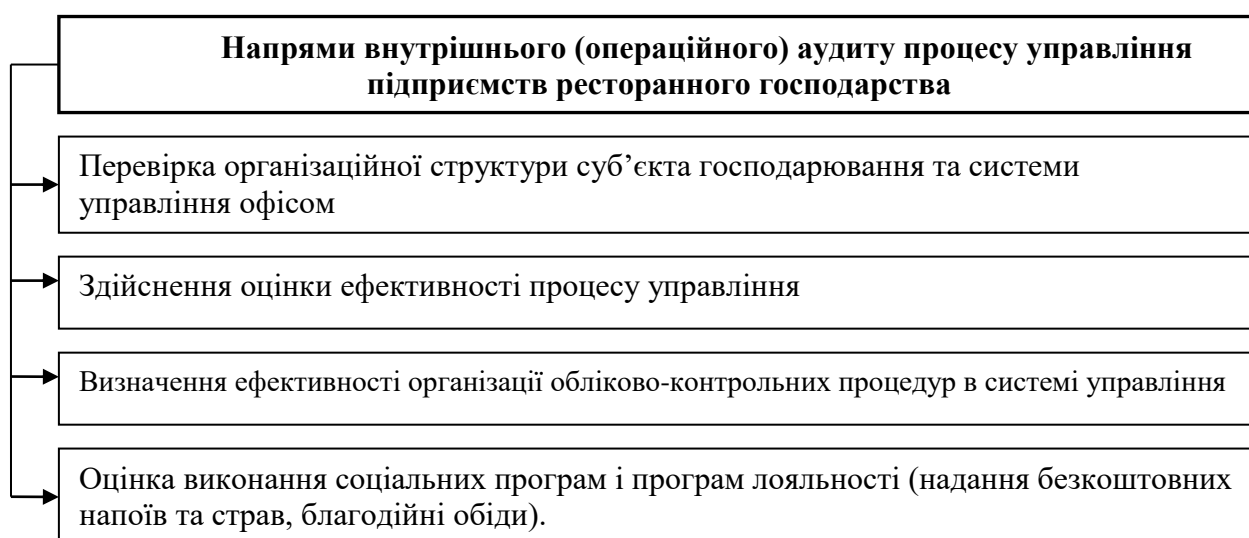 Напрями внутрішнього (операційного) аудиту процесу управління
підприємств ресторанного господарства
Перевірка організаційної структури суб’єкта господарювання та системи
управління офісом
Здійснення оцінки ефективності процесу управління
Визначення ефективності організації обліково-контрольних процедур в системі управління
Оцінка виконання соціальних програм і програм лояльності (надання безкоштовних
напоїв та страв, благодійні обіди).